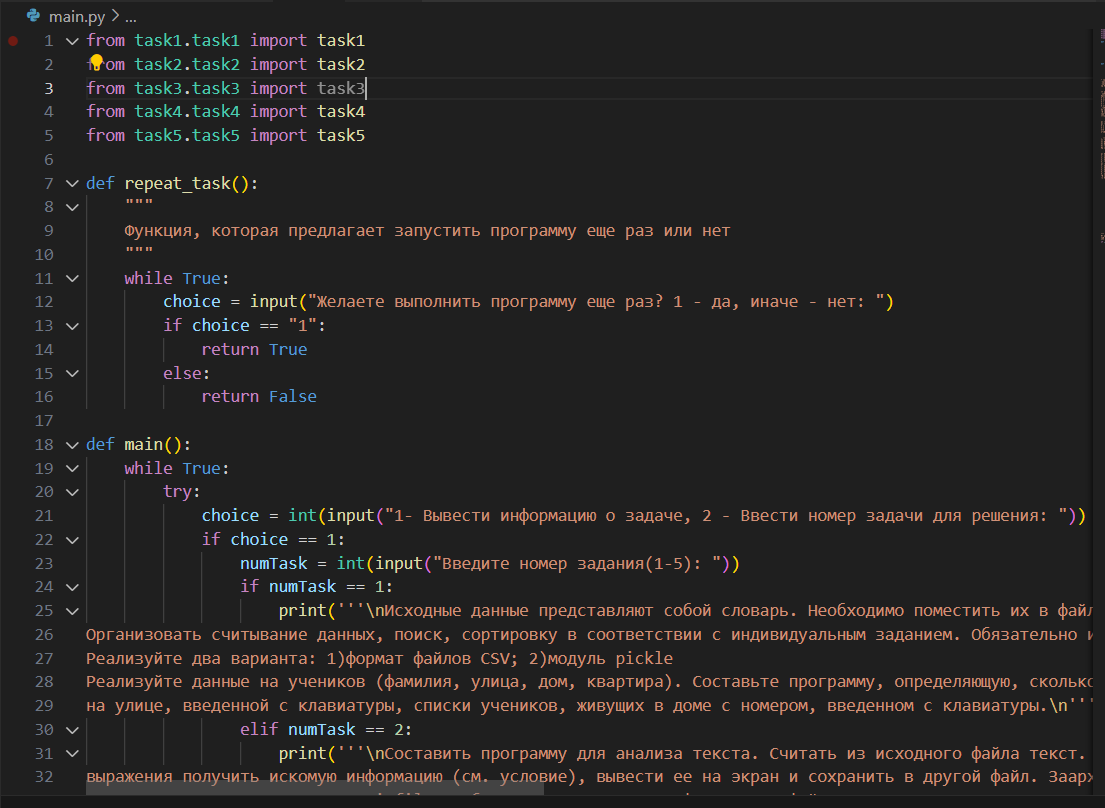 main.py > ...
1 from task1.task1 import task1
2 from task2.task2 import task2
3 from task3.task3 import task3
4 from task4.task4 import task4
5 from task5.task5 import task5
6
7 def repeat_task():
8 """
9 Функция, которая предлагает запустить программу еще раз или нет
10 """
11 while True:
12 choice = input("Желаете выполнить программу еще раз? 1 - да, иначе - нет: ")
13 if choice == "1":
14 return True
15 else:
16 return False
17
18 def main():
19 while True:
20 try:
21 choice = int(input("1- Вывести информацию о задаче, 2 - Ввести номер задачи для решения: "))
22 if choice == 1:
23 numTask = int(input("Введите номер задания(1-5): "))
24 if numTask == 1:
25 print('''\nИсходные данные представляют собой словарь. Необходимо поместить их в файл
26 Организовать считывание данных, поиск, сортировку в соответствии с индивидуальным заданием. Обязательно и
27 Реализуйте два варианта: 1)формат файлов CSV; 2)модуль pickle
28 Реализуйте данные на учеников (фамилия, улица, дом, квартира). Составьте программу, определяющую, сколько
29 на улице, введенной с клавиатуры, списки учеников, живущих в доме с номером, введенном с клавиатуры.\n'''
30 elif numTask == 2:
31 print('''\nСоставить программу для анализа текста. Считать из исходного файла текст.
32 выражения получить искомую информацию (см. условие), вывести ее на экран и сохранить в другой файл. Заарх